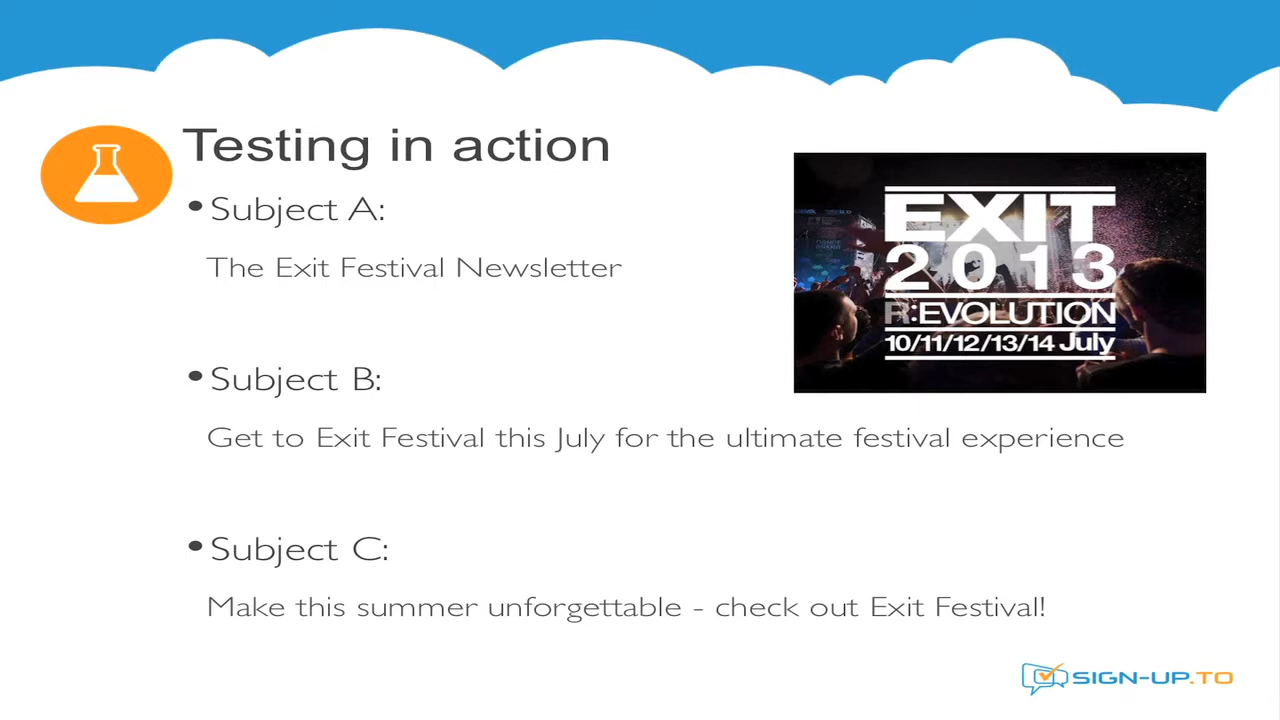 Testing in action
• Subject A:
The Exit Festival Newsletter
EXIT
2013
R:EVOLUTION
10/11/12/13/14 July
• Subject B:
Get to Exit Festival this July for the ultimate festival experience
• Subject C:
Make this summer unforgettable - check out Exit Festival!
SIGN-UP.TO